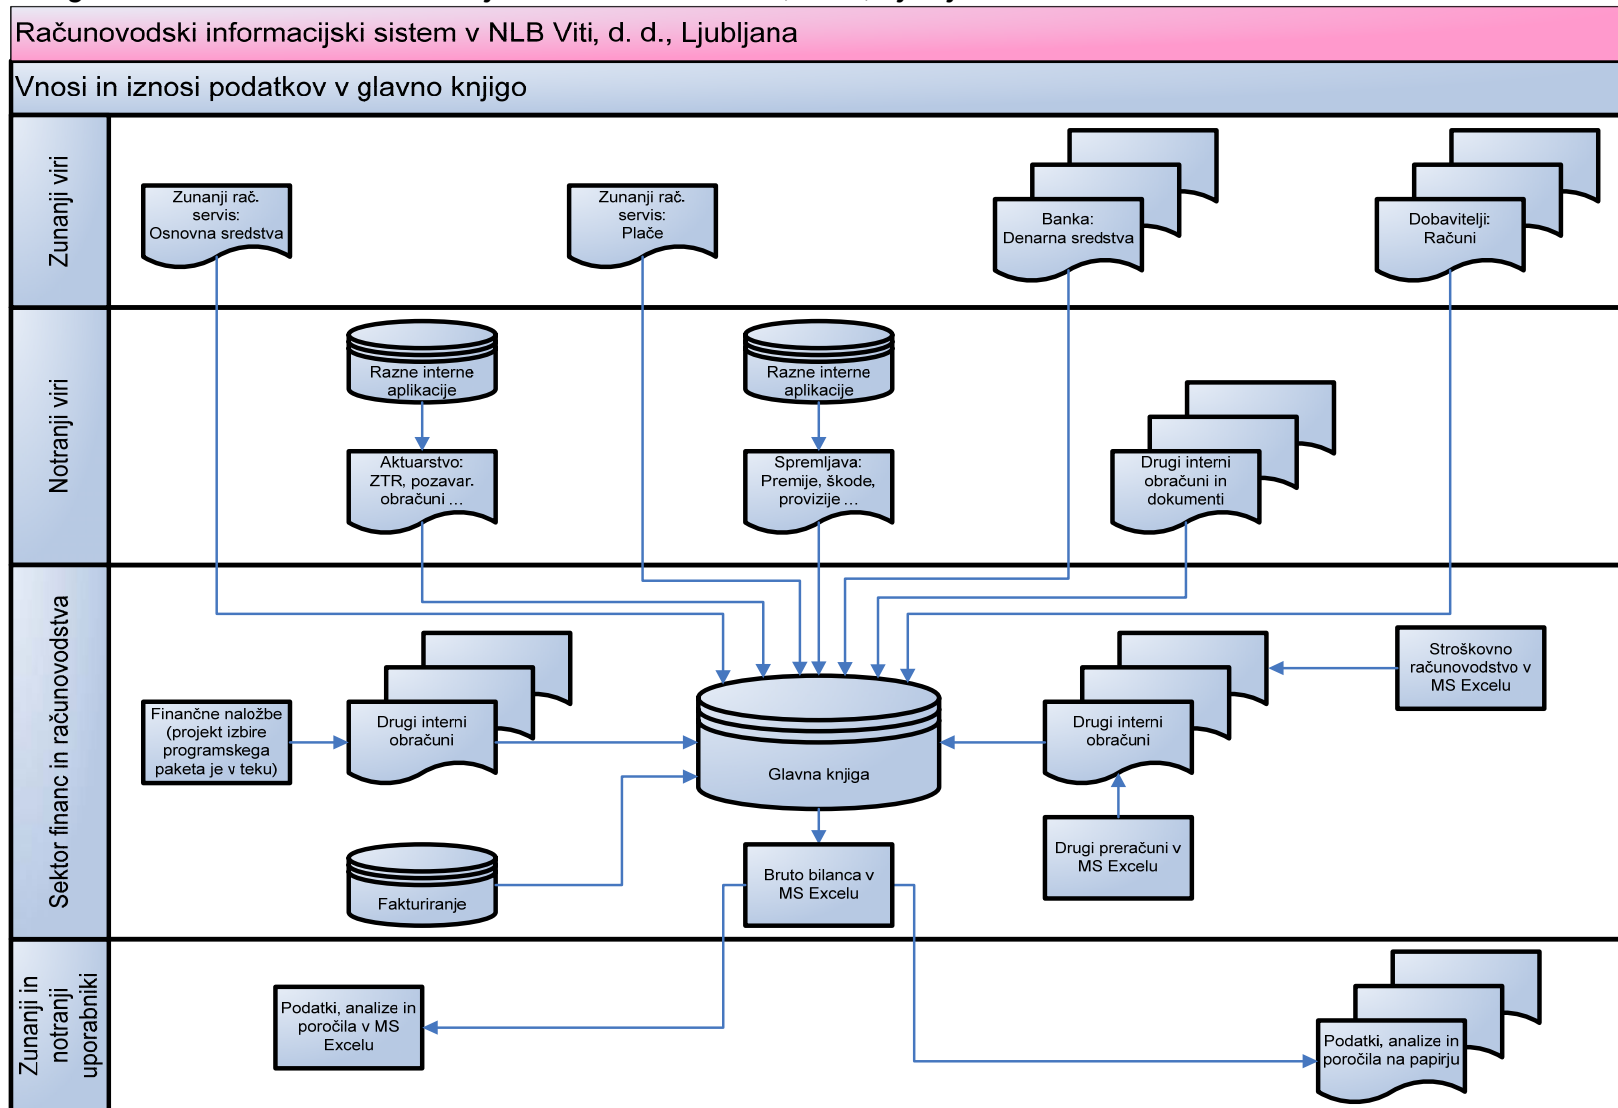 Računovodski informacijski sistem v NLB Viti, d. d., Ljubljana
Vnosi in iznosi podatkov v glavno knjigo
Zunanji viri
Zunanji rač.
servis:
Osnovna sredstva
Zunanji rač.
servis:
Plače
Banka:
Denarna sredstva
Dobavitelji:
Računi
Notranji viri
Razne interne
aplikacije
Razne interne
aplikacije
Aktuarstvo:
ZTR, pozavar.
obračuni ...
Spremljava:
Premije, škode,
provizije ...
Drugi interni
obračuni in
dokumenti
Sektor financ in računovodstva
Finančne naložbe
(projekt izbire
programskega
paketa je v teku)
Drugi interni
obračuni
Glavna knjiga
Drugi interni
obračuni
Stroškovno
računovodstvo v
MS Excelu
Fakturiranje
Bruto bilanca v
MS Excelu
Drugi preračuni v
MS Excelu
Zunanji in
notranji
uporabniki
Podatki, analize in
poročila v MS
Excelu
Podatki, analize in
poročila na papirju